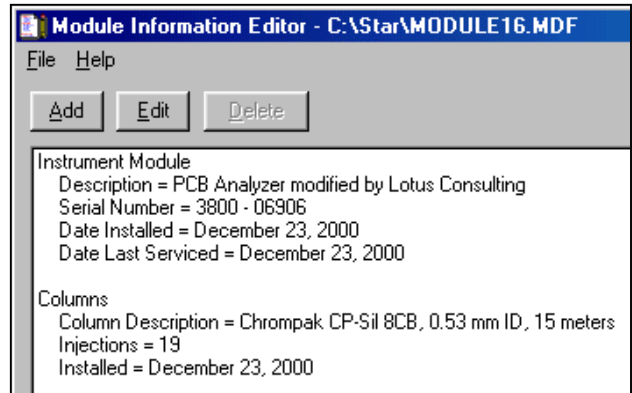 Module Information Editor - C:\Star\MODULE16.MDF
File Help
Add Edit Delete
Instrument Module
Description = PCB Analyzer modified by Lotus Consulting
Serial Number = 3800 - 06906
Date Installed = December 23, 2000
Date Last Serviced = December 23, 2000
Columns
Column Description = Chrompak CP-Sil 8CB, 0.53 mm ID, 15 meters
Injections = 19
Installed = December 23, 2000